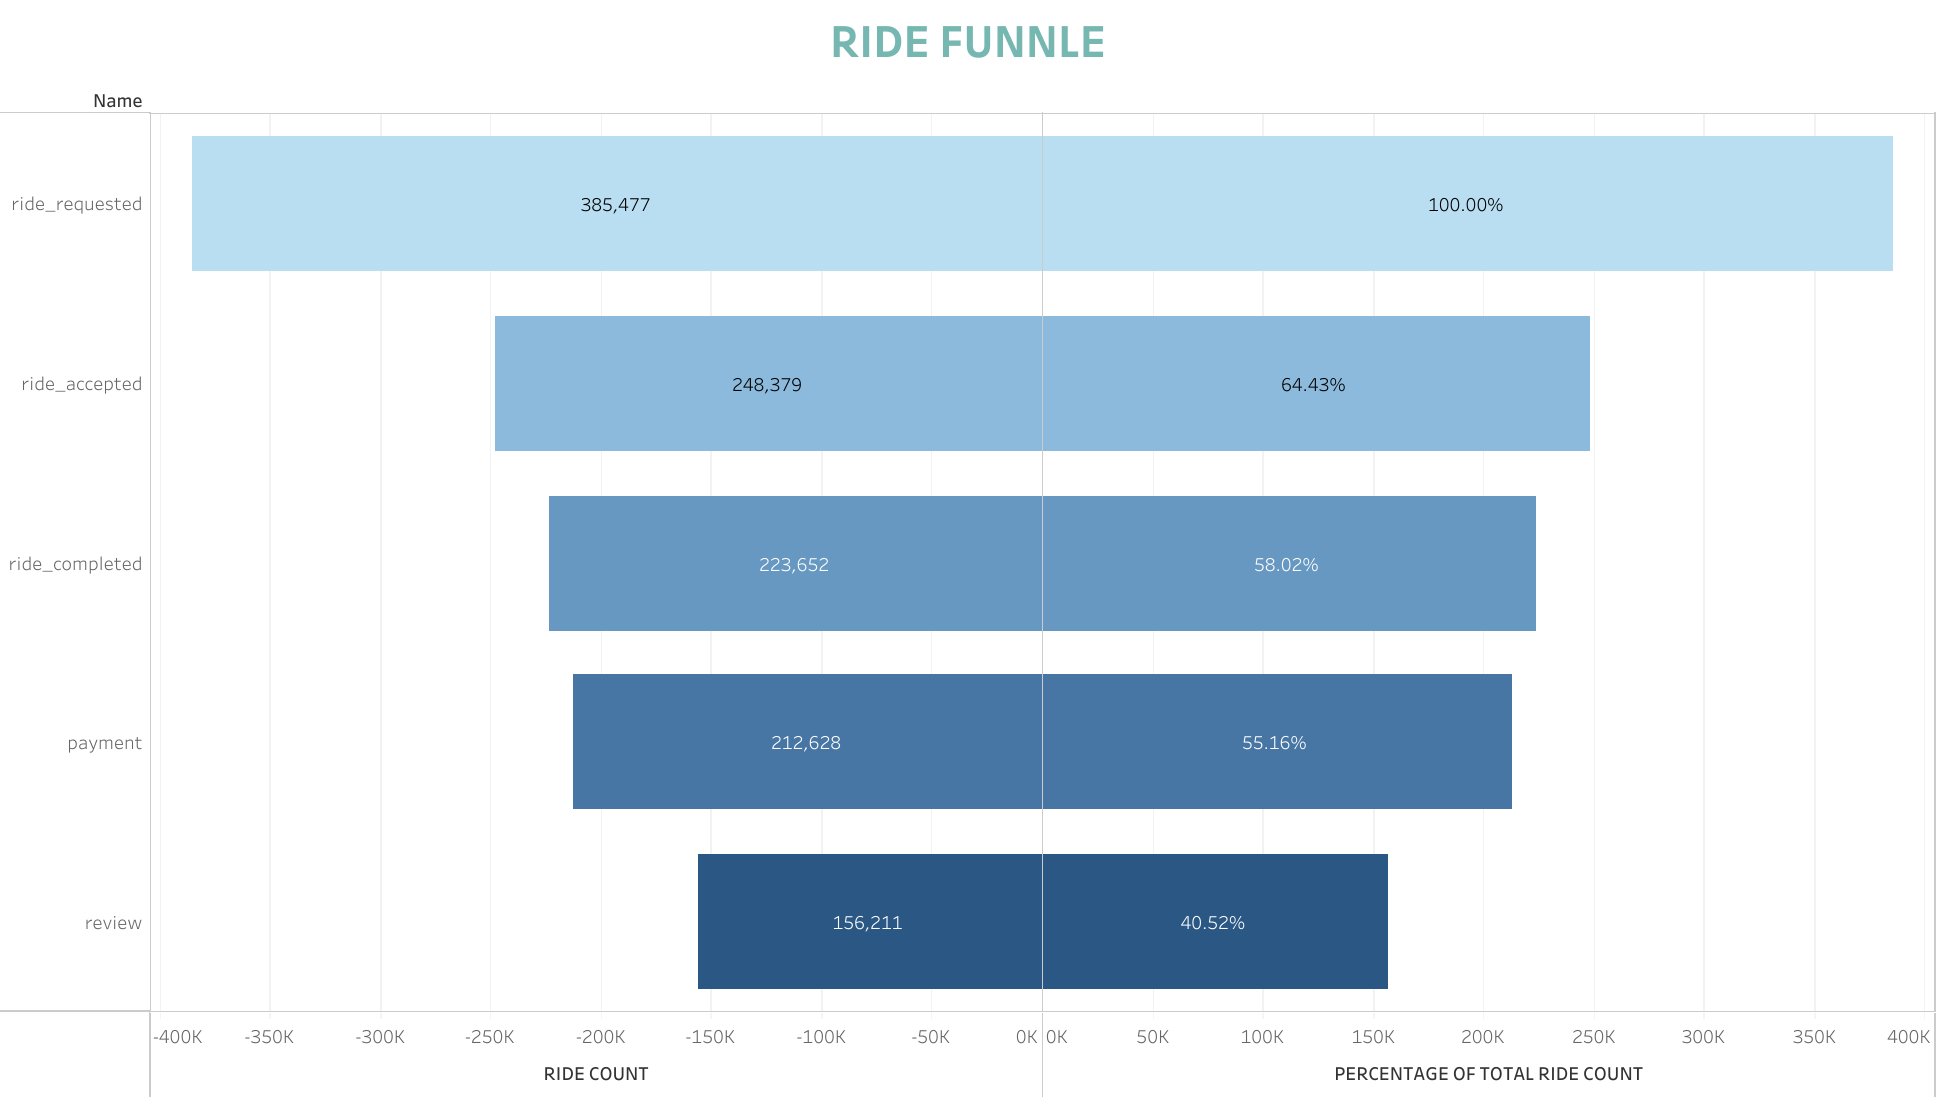 RIDE FUNNLE
Name
ride_requested 385,477 100.00%
ride_accepted 248,379 64.43%
ride_completed 223,652 58.02%
payment 212,628 55.16%
review 156,211 40.52%
-400K -350K -300K -250K -200K -150K -100K -50K 0K 0K 50K 100K 150K 200K 250K 300K 350K 400K
RIDE COUNT PERCENTAGE OF TOTAL RIDE COUNT